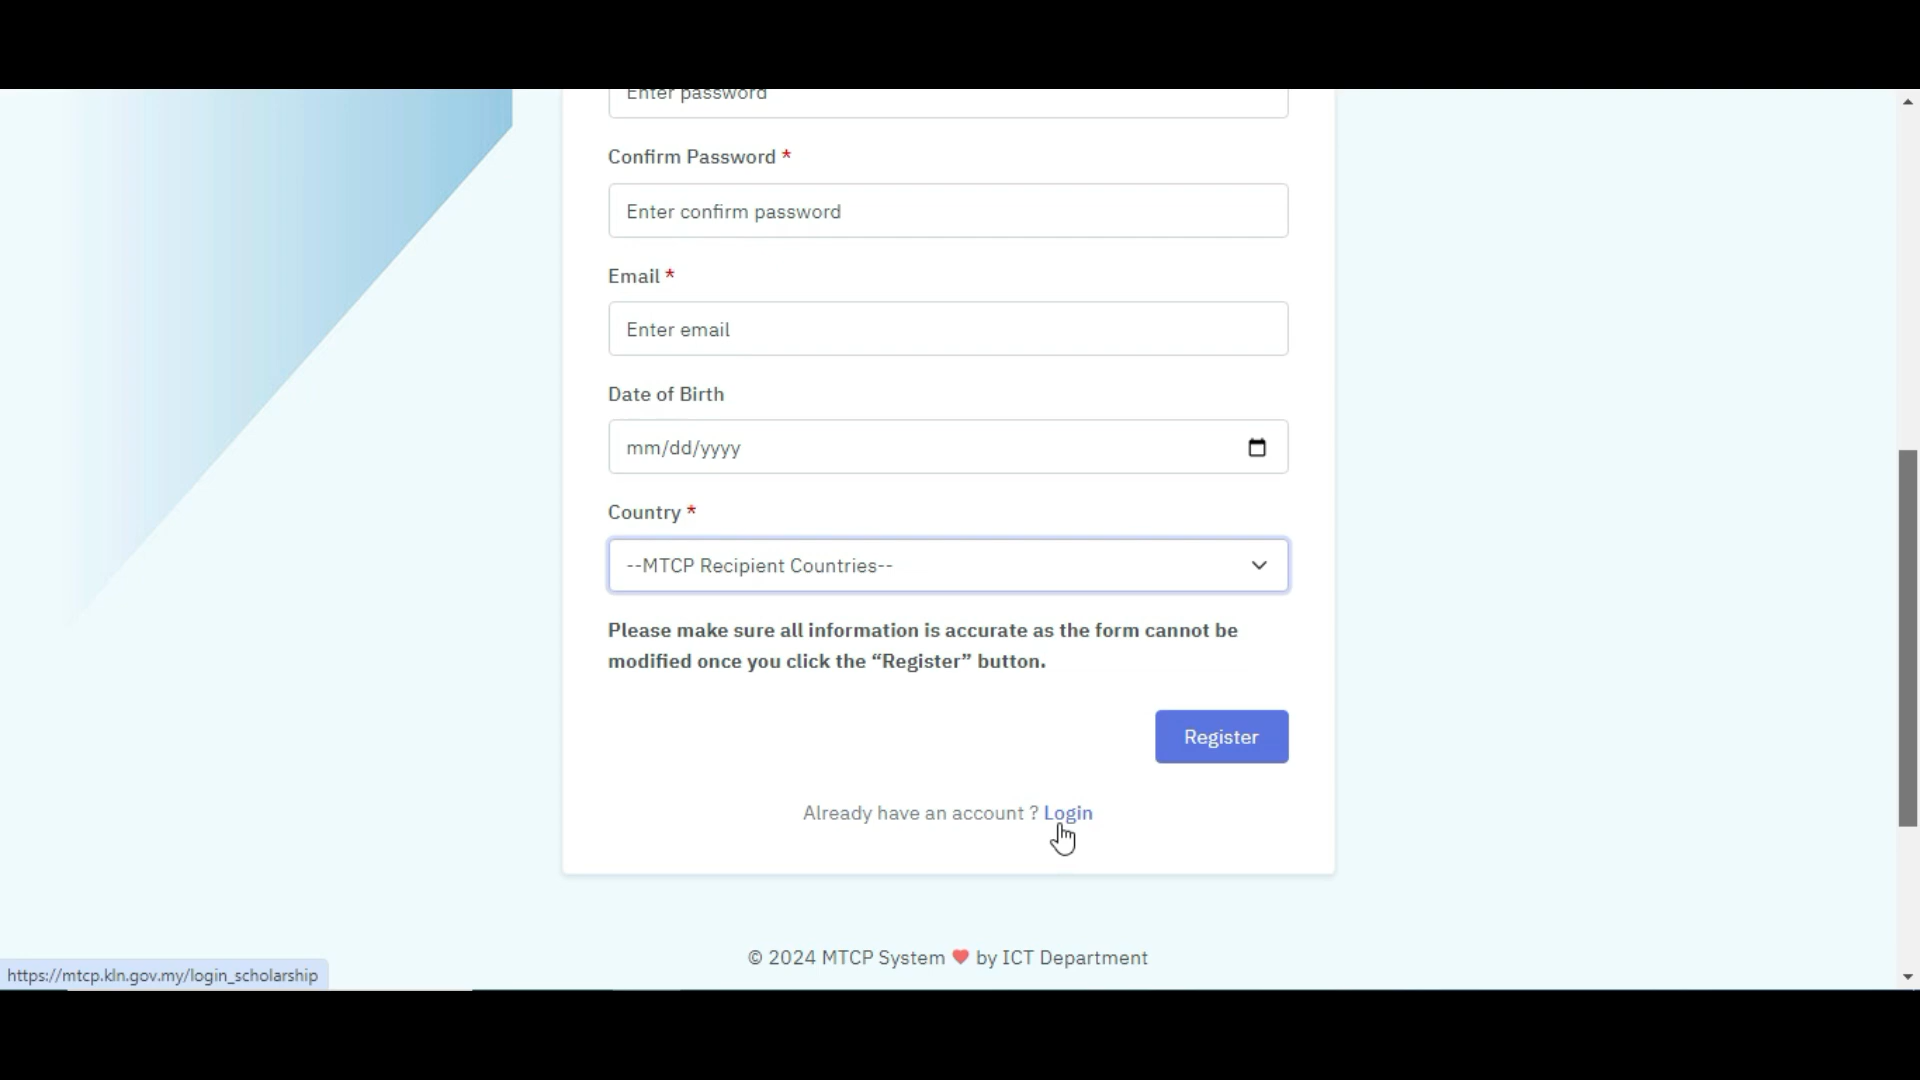 Enter password
Confirm Password *
Enter confirm password
Email *
Enter email
Date of Birth
mm/dd/yyyy
Country *
--MTCP Recipient Countries--
Please make sure all information is accurate as the form cannot be
modified once you click the “Register” button.
Register
Already have an account ? Login
© 2024 MTCP System ❤ by ICT Department
https://mtcp.kln.gov.my/login_scholarship